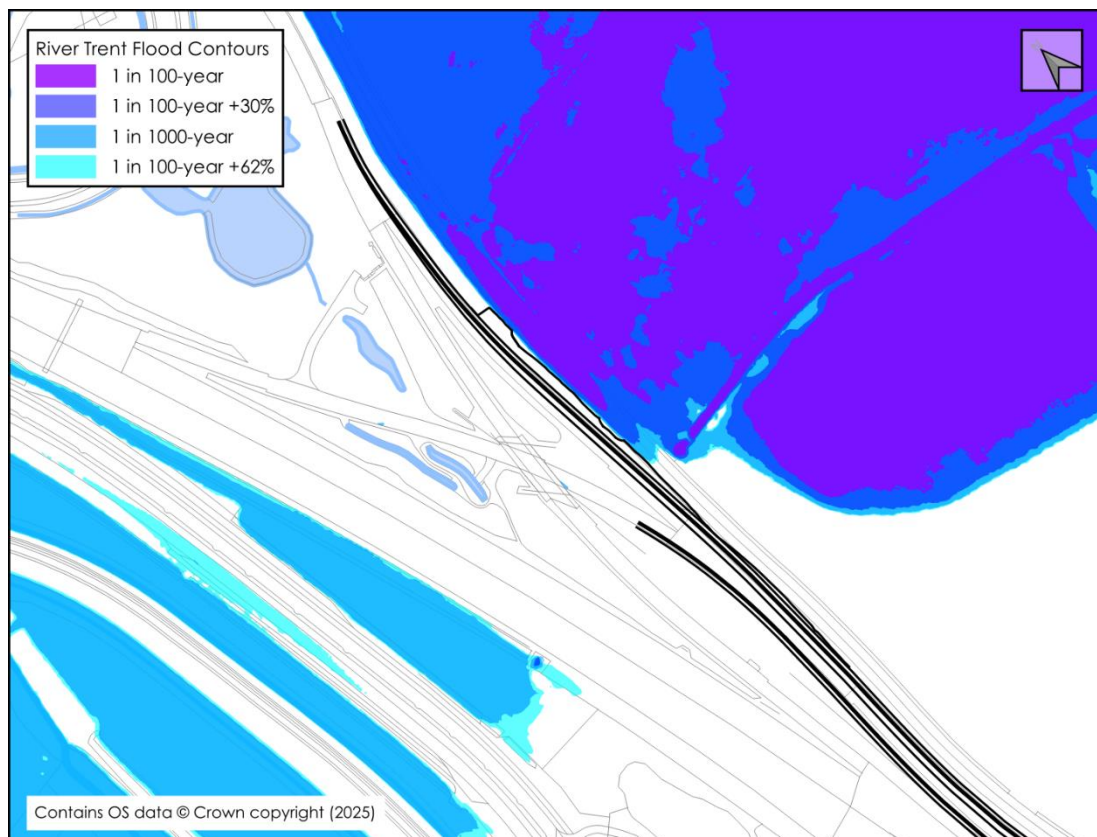 River Trent Flood Contours
1 in 100-year
1 in 100-year +30%
1 in 1000-year
1 in 100-year +62%
Contains OS data © Crown copyright (2025)